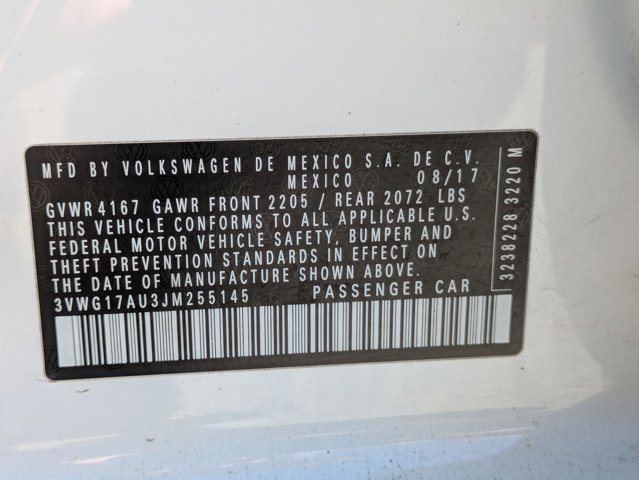 MFD BY VOLKSWAGEN DE MEXICO S.A. DE C.V.
MEXICO 08/17
GVWR 4167 GAWR FRONT 2205 / REAR 2072 LBS
THIS VEHICLE CONFORMS TO ALL APPLICABLE U.S.
FEDERAL MOTOR VEHICLE SAFETY, BUMPER AND
THEFT PREVENTION STANDARDS IN EFFECT ON
THE DATE OF MANUFACTURE SHOWN ABOVE.
3VWG17AU3JM255145 PASSENGER CAR
3238228 3220 M